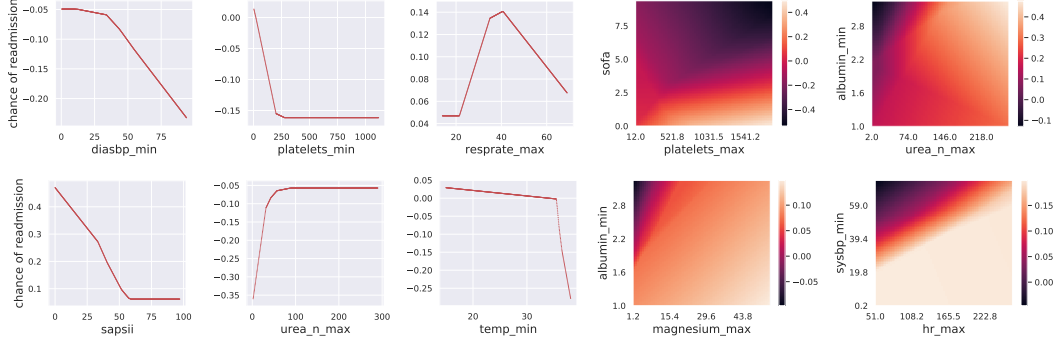 chance of readmission
−0.05
−0.10
−0.15
−0.20
0 25 50 75
diasbp_min
0.00
−0.05
−0.10
−0.15
0 500 1000
platelets_min
0.14
0.12
0.10
0.08
0.06
0.04
20 40 60
resprate_max
sofa
7.5
5.0
2.5
0.0
12.0 521.8 1031.5 1541.2
platelets_max
0.4
0.2
0.0
−0.2
−0.4
albumin_min
2.8
2.2
1.6
1.0
2.0 74.0 146.0 218.0
urea_n_max
0.4
0.3
0.2
0.1
0.0
−0.1
chance of readmission
0.4
0.3
0.2
0.1
0 25 50 75 100
sapsii
−0.05
−0.10
−0.15
−0.20
−0.25
−0.30
−0.35
0 100 200 300
urea_n_max
0.05
0.00
−0.05
−0.10
−0.15
−0.20
−0.25
20 30
temp_min
albumin_min
2.8
2.2
1.6
1.0
1.2 15.4 29.6 43.8
magnesium_max
0.10
0.05
0.00
−0.05
sysbp_min
59.0
39.4
19.8
0.2
51.0 108.2 165.5 222.8
hr_max
0.15
0.10
0.05
0.00